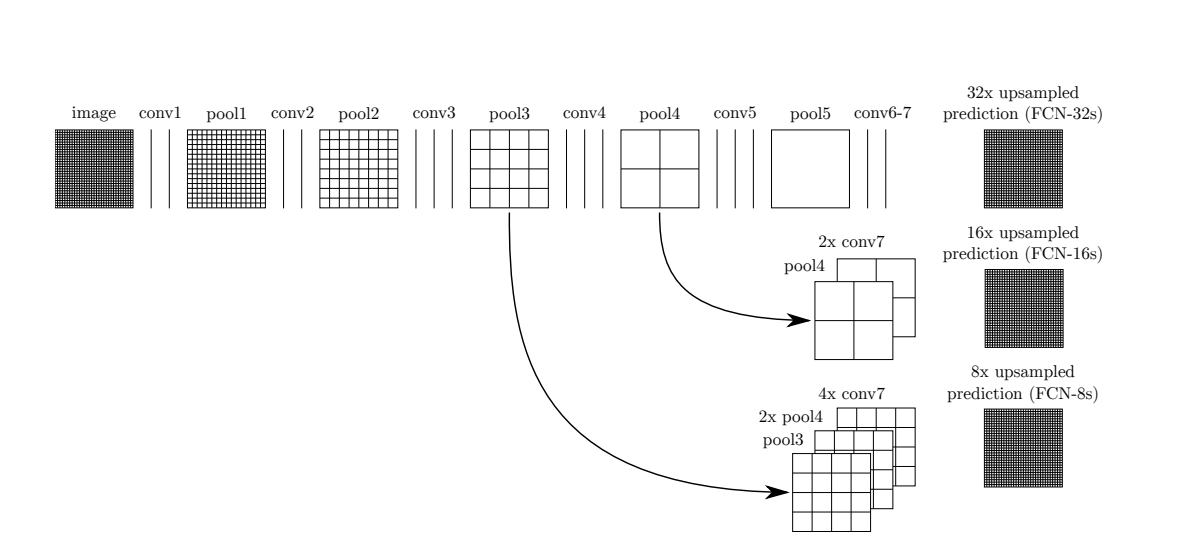 image conv1 pool1 conv2 pool2 conv3 pool3 conv4 pool4 conv5 pool5 conv6-7
32x upsampled
prediction (FCN-32s)
16x upsampled
prediction (FCN-16s)
2x conv7
pool4
8x upsampled
prediction (FCN-8s)
4x conv7
2x pool4
pool3